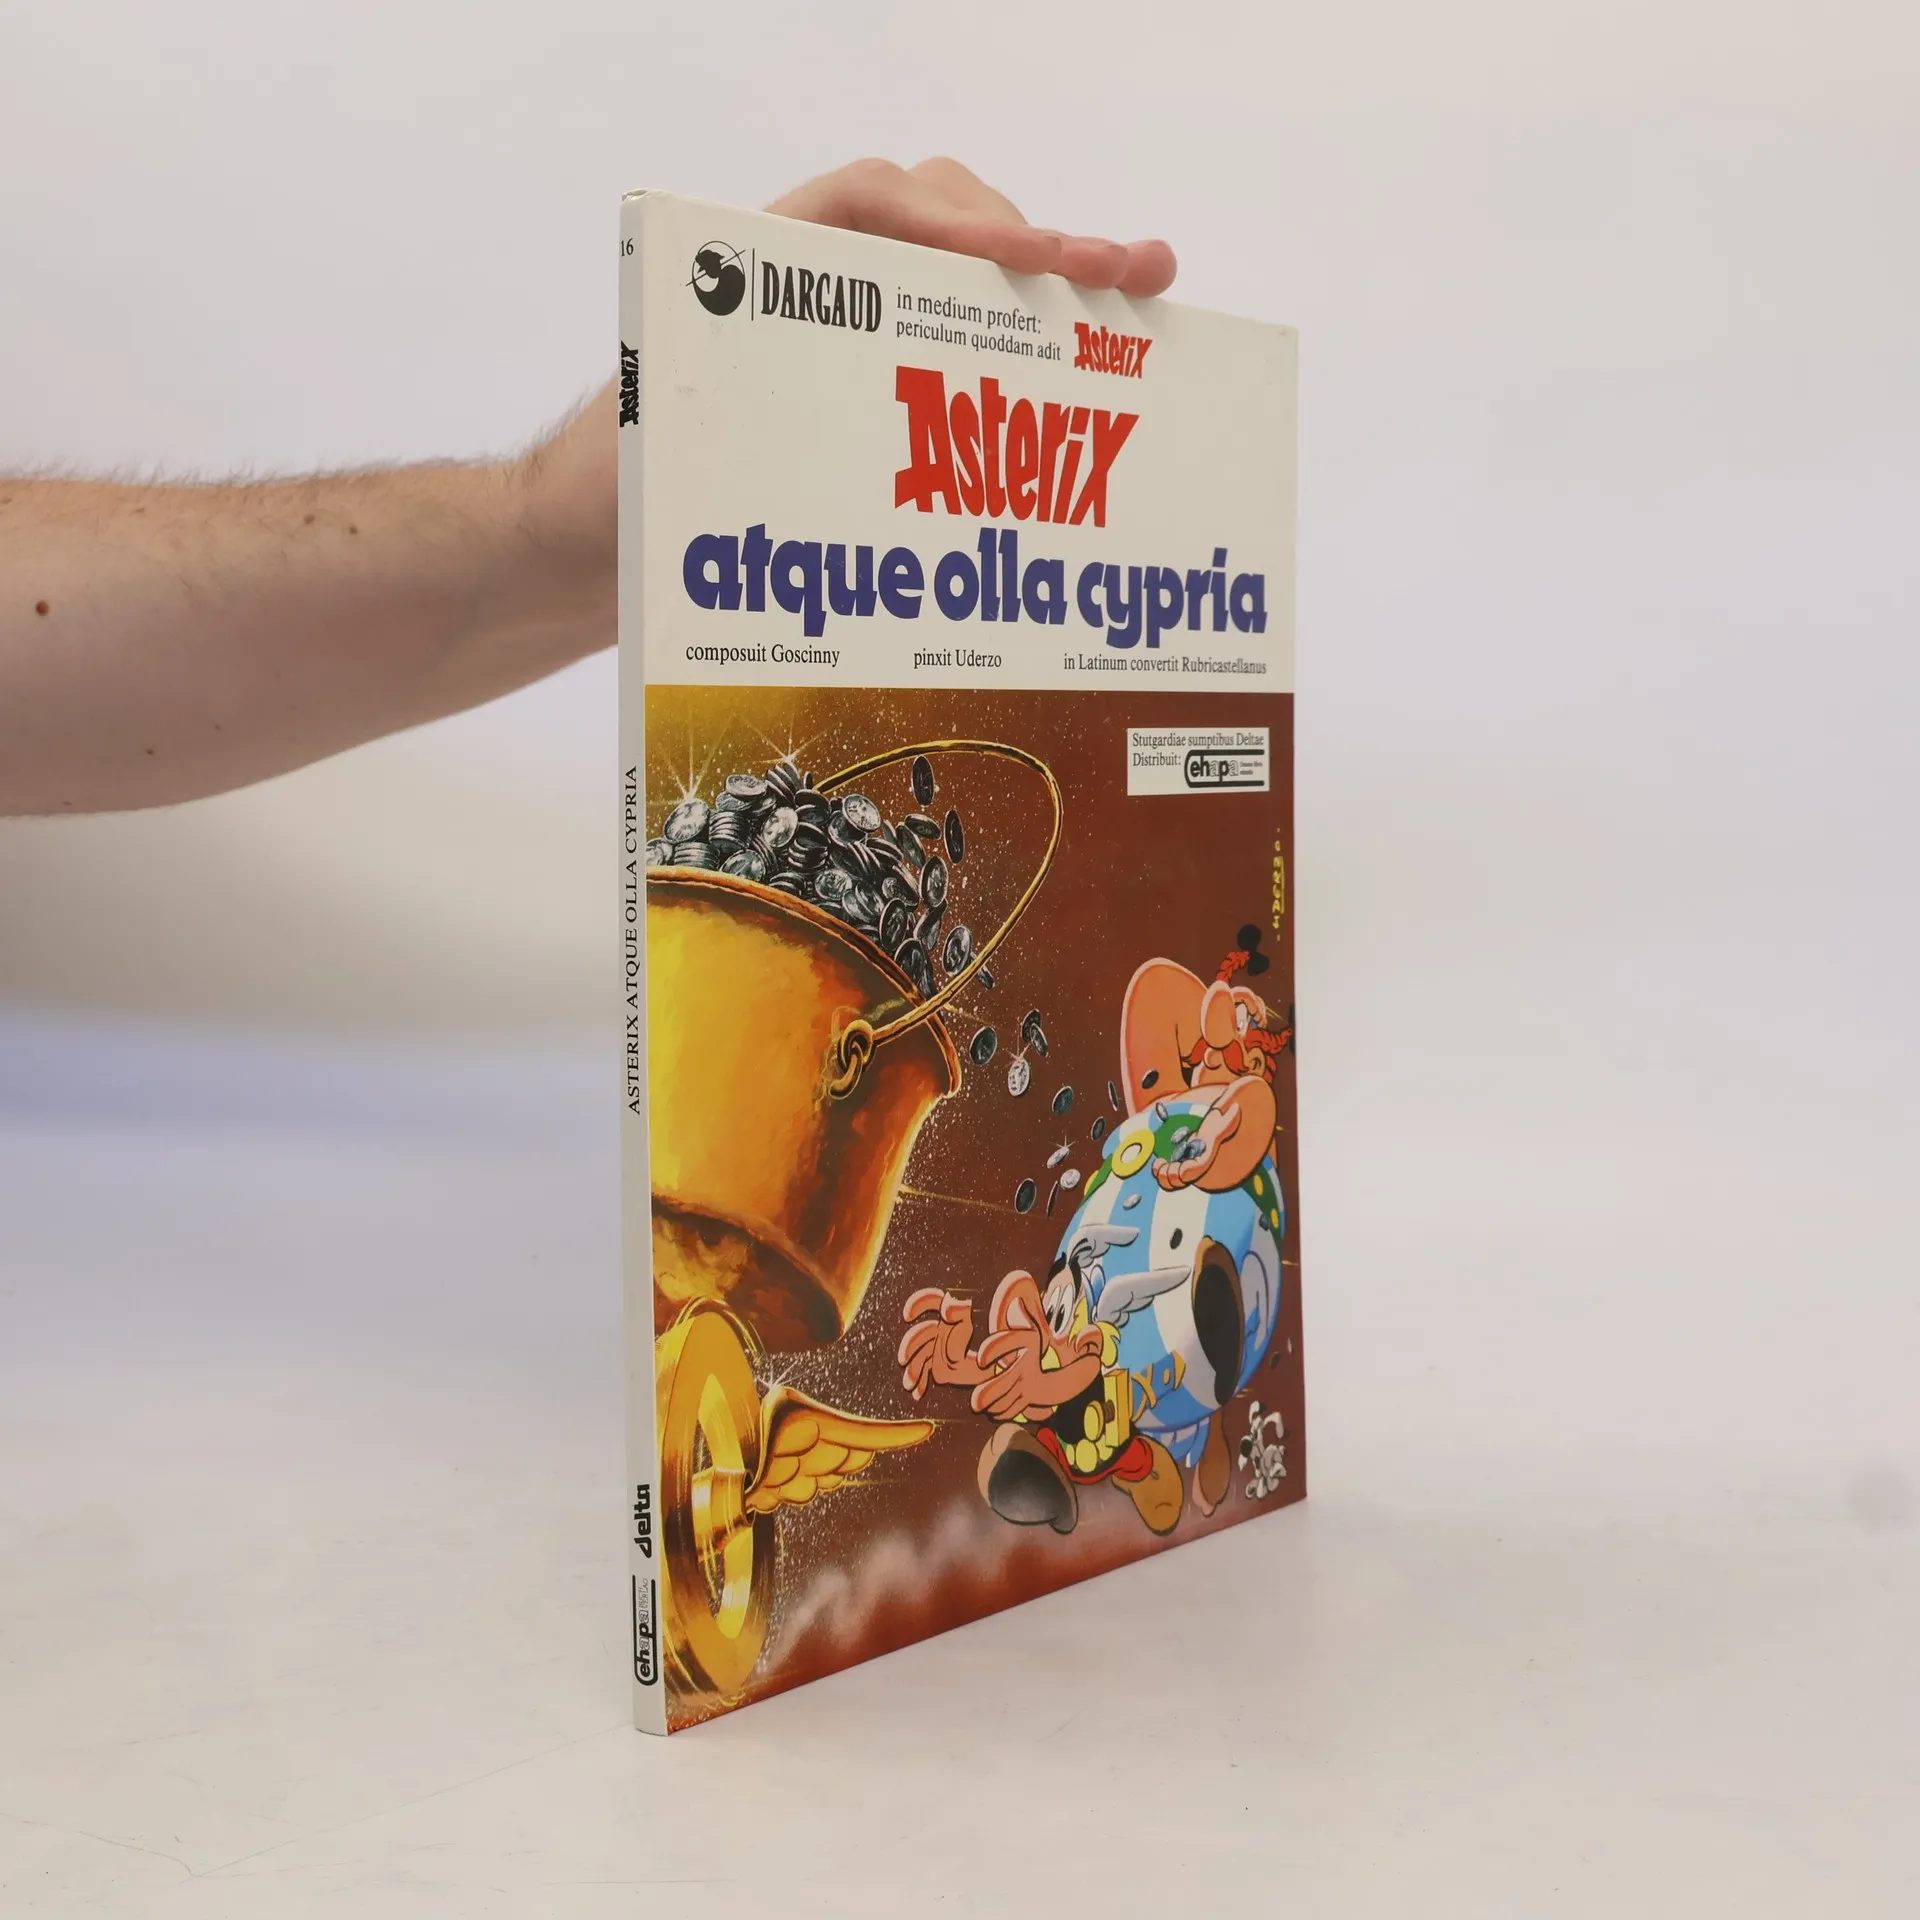 16
Asterix
ASTERIX ATQUE OLLA CYPRIA
delta
ehapa
DARGAUD
in medium profert:
periculum quoddam adit
Asterix
Asterix
atque olla cypria
composuit Goscinny
pinxit Uderzo
in Latinum convertit Rubricastellanus
Stutgardiae sumptibus Deltae
Distribuit: ehapa
UDERZO